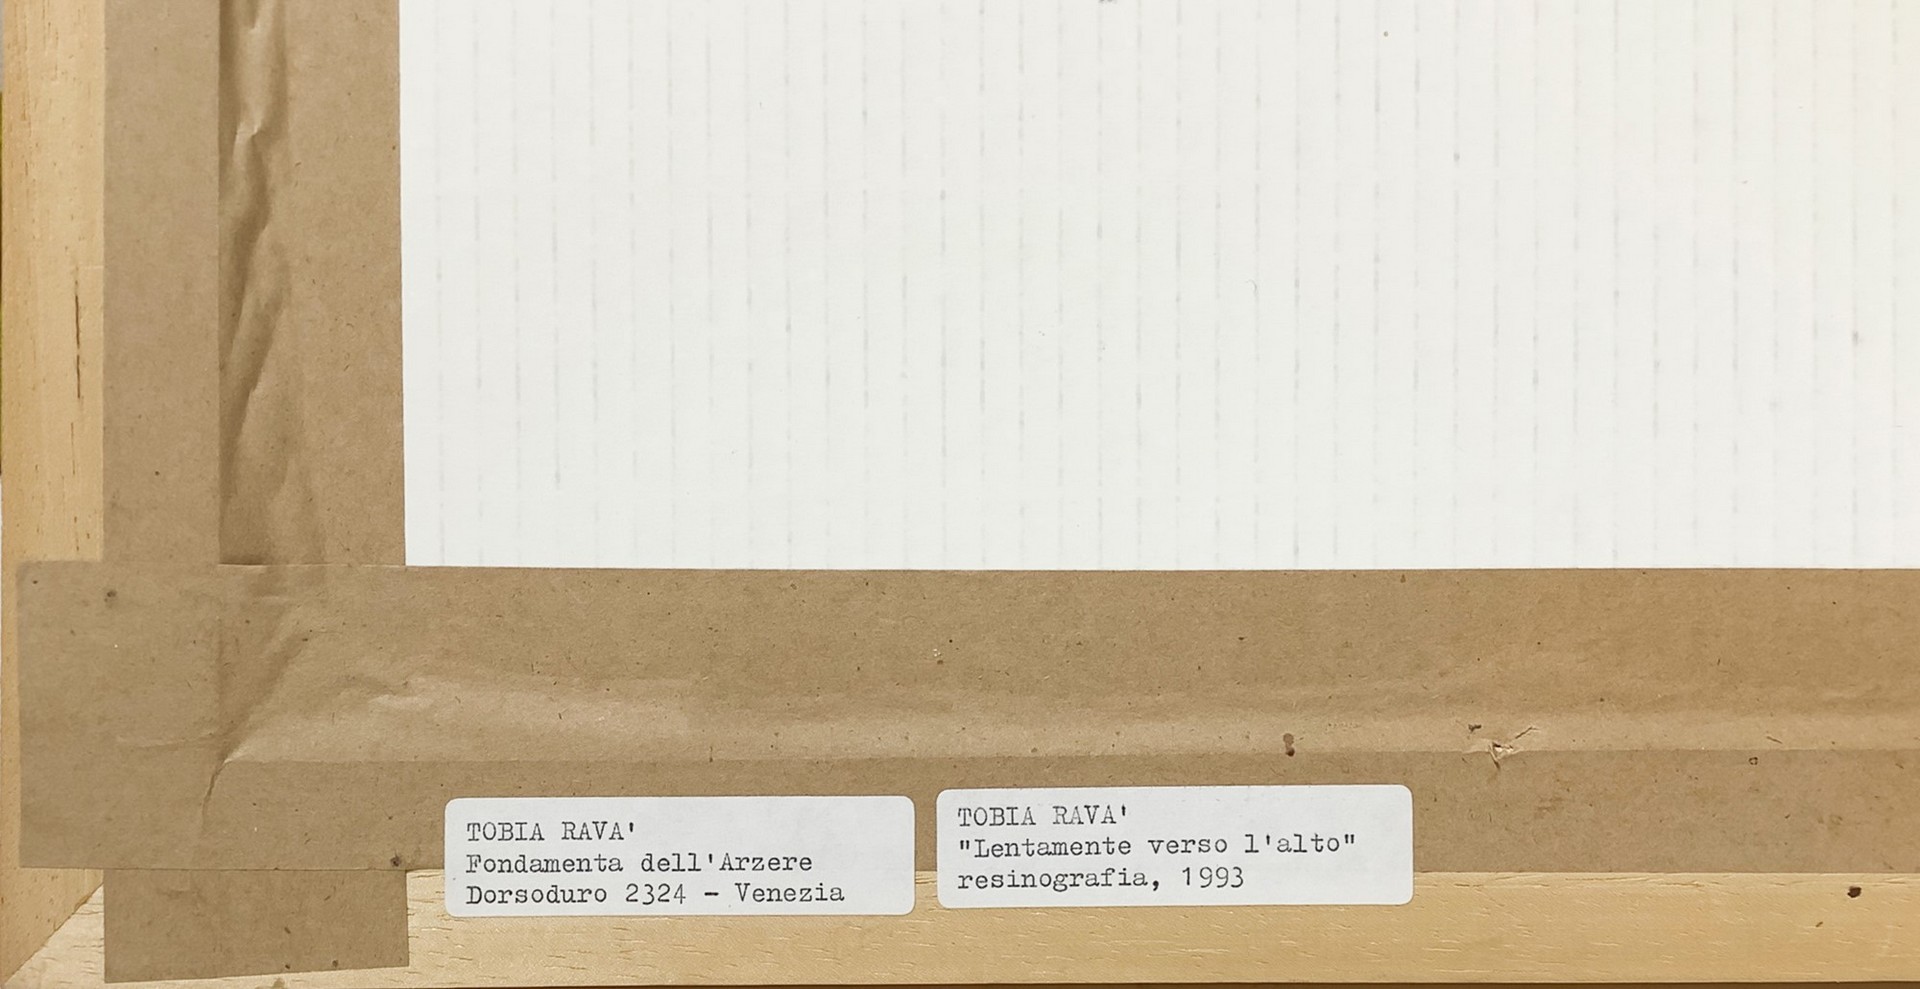 TOBIA RAVA'
Fondamenta dell'Arzere
Dorsoduro 2324 - Venezia
TOBIA RAVA'
"Lentamente verso l'alto"
resinografia, 1993